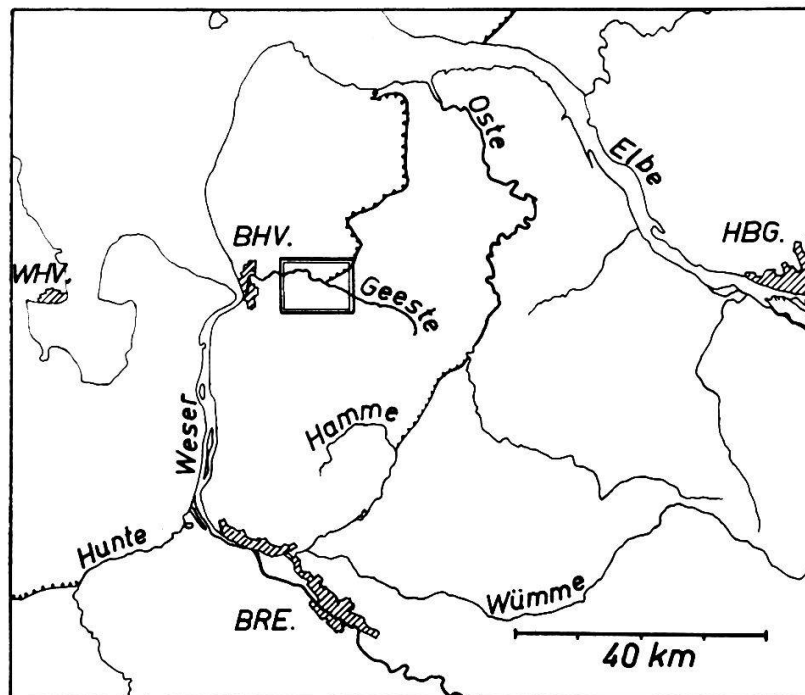 Oste
Elbe
BHV.
HBG.
WHV.
Geeste
Weser
Hamme
Hunte
Wümme
BRE.
40 km